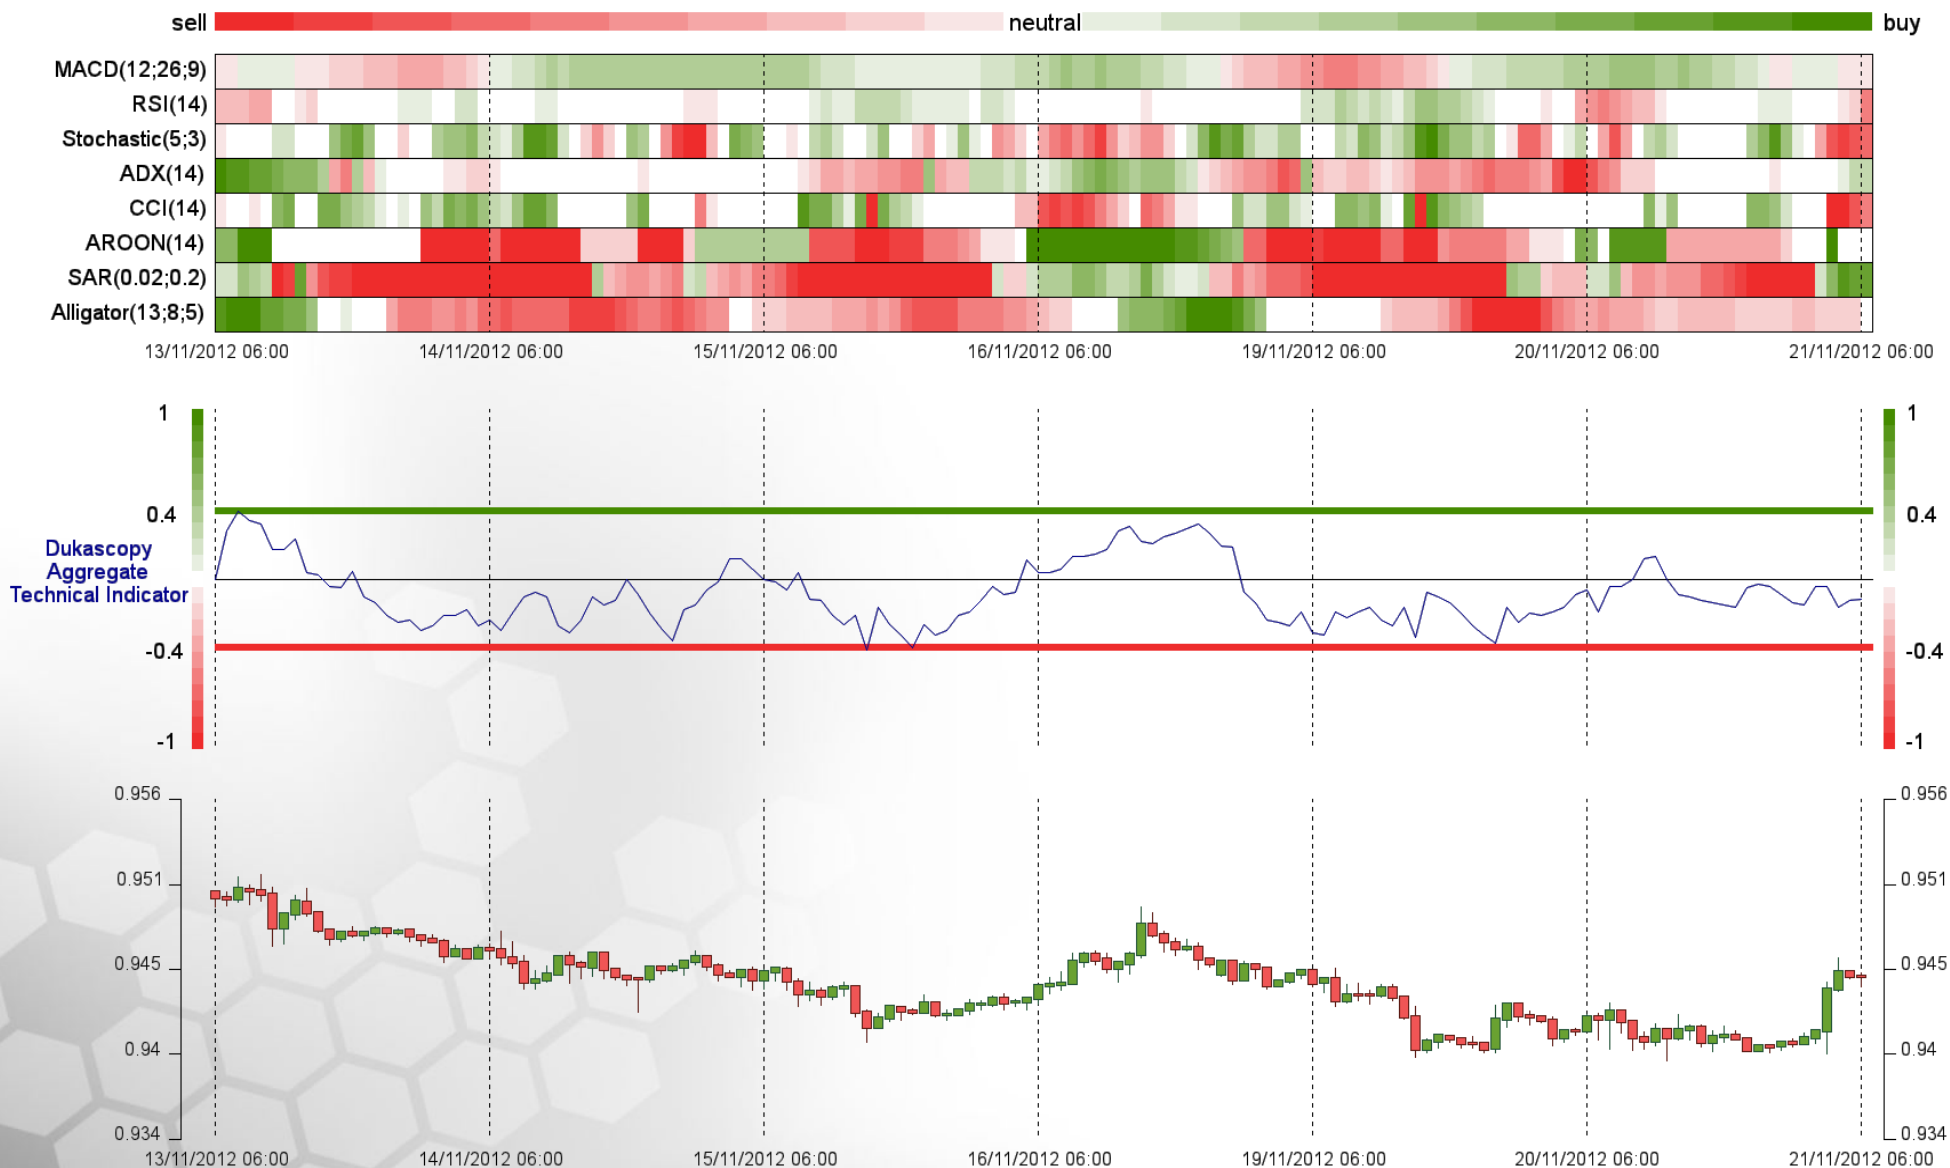 sell neutral buy
MACD(12;26;9)
RSI(14)
Stochastic(5;3)
ADX(14)
CCI(14)
AROON(14)
SAR(0.02;0.2)
Alligator(13;8;5)
13/11/2012 06:00 14/11/2012 06:00 15/11/2012 06:00 16/11/2012 06:00 19/11/2012 06:00 20/11/2012 06:00 21/11/2012 06:00
1 1
0.4 0.4
Dukascopy
Aggregate
Technical Indicator
-0.4 -0.4
-1 -1
0.956 0.956
0.951 0.951
0.945 0.945
0.94 0.94
0.934 0.934
13/11/2012 06:00 14/11/2012 06:00 15/11/2012 06:00 16/11/2012 06:00 19/11/2012 06:00 20/11/2012 06:00 21/11/2012 06:00